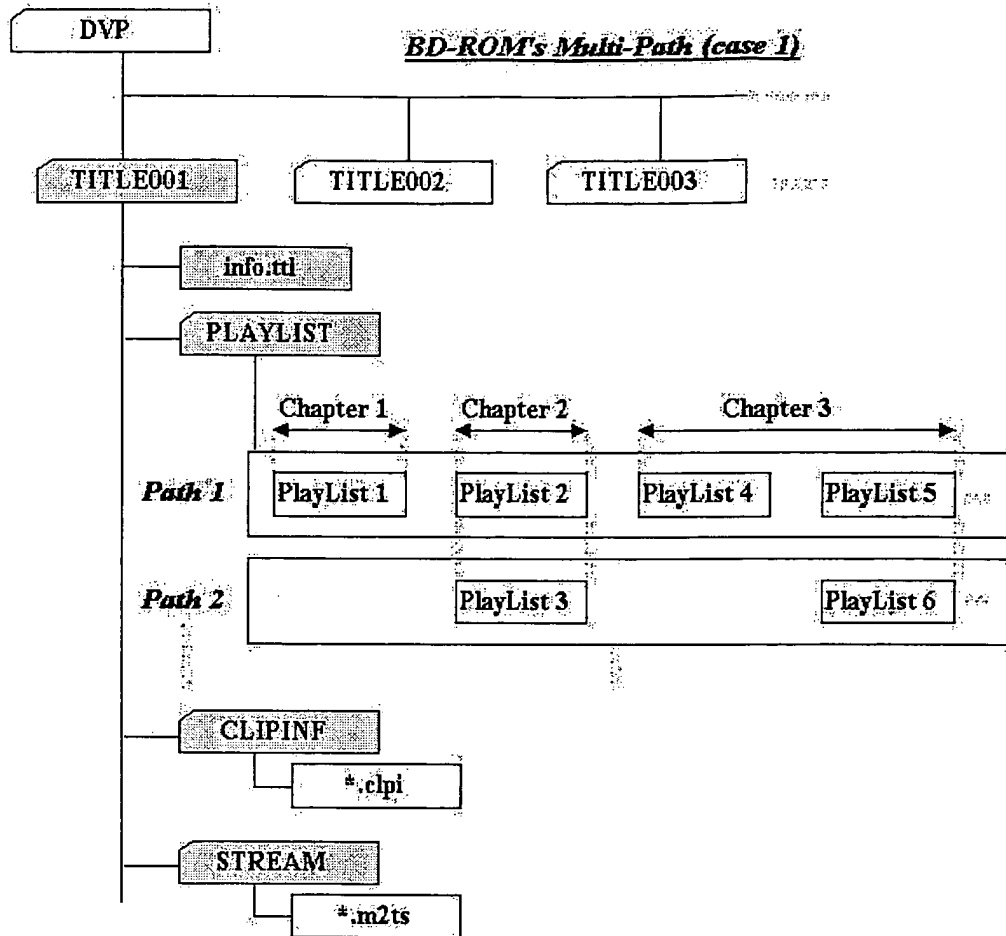 DVP
BD-ROM's Multi-Path (case 1)
TITLE001
TITLE002
TITLE003
info.ttl
PLAYLIST
Chapter 1
Chapter 2
Chapter 3
Path 1
PlayList 1
PlayList 2
PlayList 4
PlayList 5
Path 2
PlayList 3
PlayList 6
CLIPINF
*.clpi
STREAM
*.m2ts